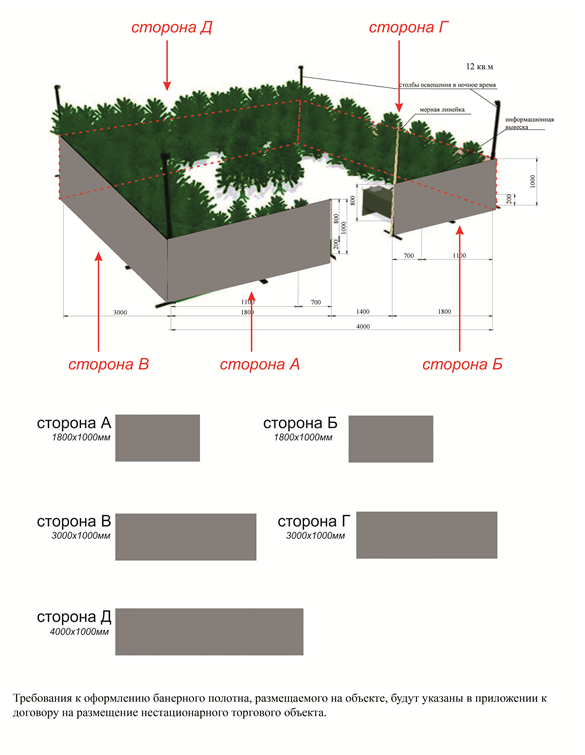 сторона Д
сторона Г
12 кв.м
столбы освещения в ночное время
мерная линейка
информационная
вывеска
800
1000
200
800
1000
200
700
1100
1100
700
3000
1800
1400
1800
4000
сторона В
сторона А
сторона Б
сторона А
1800х1000мм
сторона Б
1800х1000мм
сторона В
3000х1000мм
сторона Г
3000х1000мм
сторона Д
4000х1000мм
Требования к оформлению банерного полотна, размещаемого на объекте, будут указаны в приложении к
договору на размещение нестационарного торгового объекта.